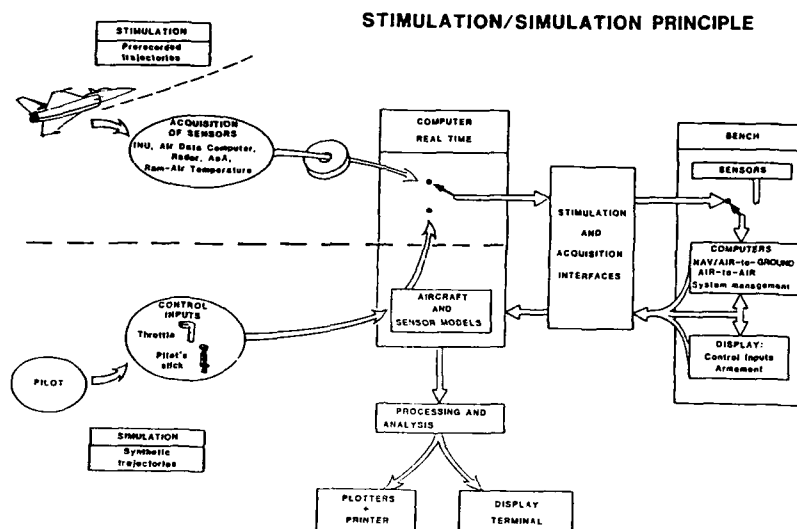 STIMULATION/SIMULATION PRINCIPLE
STIMULATION
Prerecorded
trajectories
ACQUISITION
OF SENSORS
INU, Air Data Computer,
Radar, AoA,
Ram-Air Temperature
COMPUTER
REAL TIME
STIMULATION
AND
ACQUISITION
INTERFACES
BENCH
SENSORS
COMPUTERS
NAV/AIR-to-GROUND
AIR-to-AIR
System management
DISPLAY:
Control Inputs
Armement
AIRCRAFT
AND
SENSOR MODELS
CONTROL
INPUTS
Throttle
Pilot's
stick
PILOT
SIMULATION
Synthetic
trajectories
PROCESSING AND
ANALYSIS
PLOTTERS
+
PRINTER
DISPLAY
TERMINAL